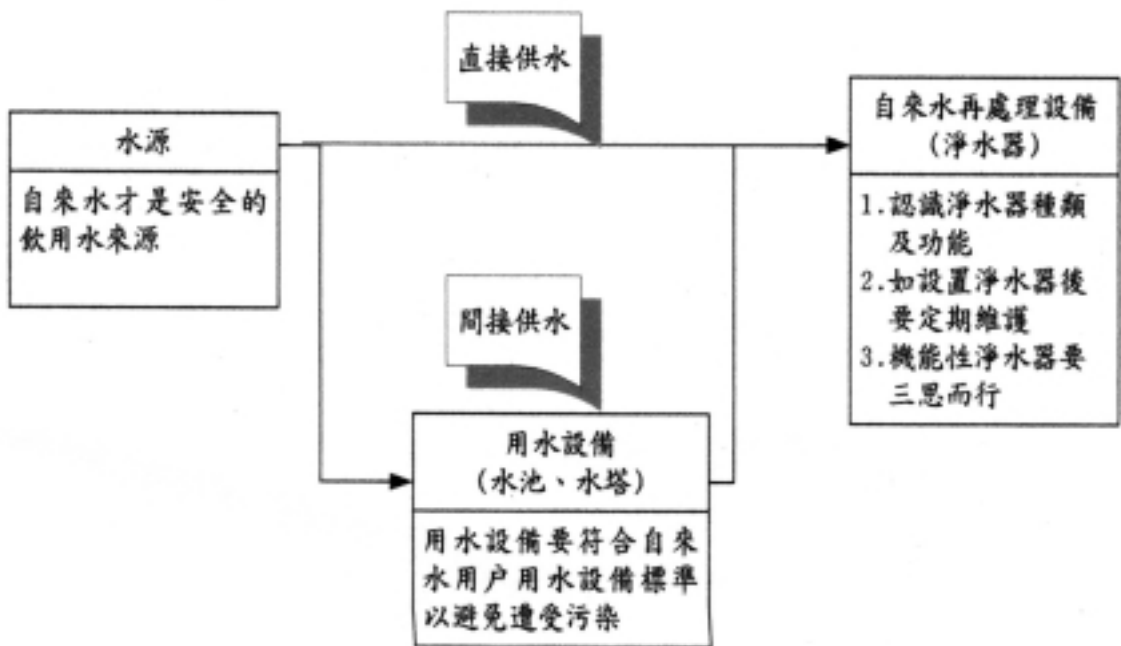 直接供水
水源
自來水才是安全的
飲用水來源
間接供水
用水設備
(水池、水塔)
用水設備要符合自來
水用戶用水設備標準
以避免遭受污染
自來水再處理設備
(淨水器)
1.認識淨水器種類
及功能
2.如設置淨水器後
要定期維護
3.機能性淨水器要
三思而行